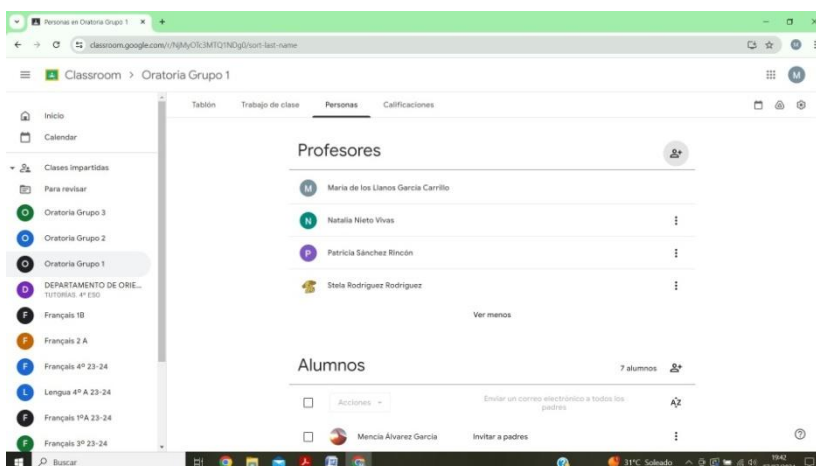 Personas en Oratoria Grupo 1
classroom.google.com/r/NjMyOTc3MTQ1NDg0/sort-last-name
Classroom > Oratoria Grupo 1
M
Tablón Trabajo de clase Personas Calificaciones
Inicio
Calendar
Clases impartidas
Para revisar
O Oratoria Grupo 3
O Oratoria Grupo 2
O Oratoria Grupo 1
D DEPARTAMENTO DE ORIE...
TUTORÍAS. 4º ESO
F Français 1B
F Français 2 A
F Français 4º 23-24
L Lengua 4º A 23-24
F Français 1ºA 23-24
F Français 3º 23-24
Profesores
M María de los Llanos García Carrillo
N Natalia Nieto Vivas
P Patricia Sánchez Rincón
Stela Rodríguez Rodríguez
Ver menos
Alumnos 7 alumnos
Acciones Enviar un correo electrónico a todos los padres
Mencía Álvarez García Invitar a padres
Buscar 31°C Soleado 19:42